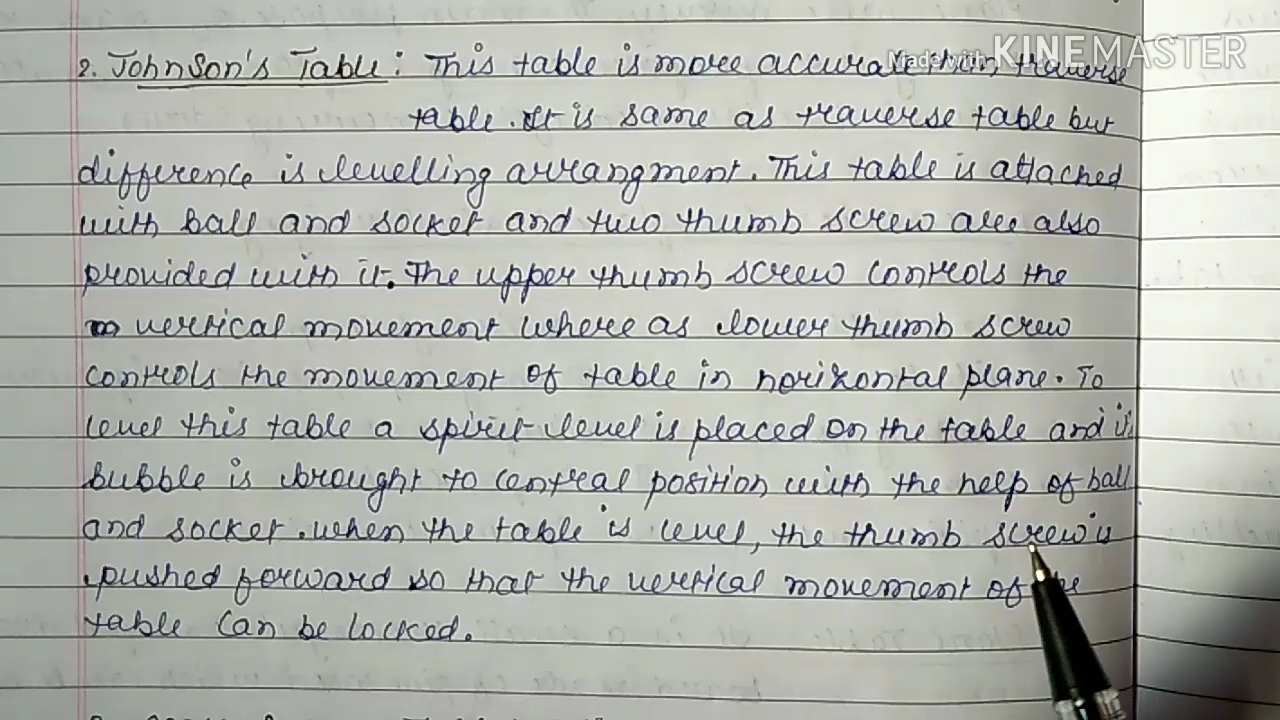 Made with KINEMASTER
2. Johnson's Table : This table is more accurate than traverse
table. It is same as traverse table but
difference is levelling arrangment. This table is attached
with ball and socket and two thumb screw are also
provided with it. The upper thumb screw controls the
vertical movement where as lower thumb screw
controls the movement of table in horizontal plane. To
level this table a spirit level is placed on the table and
bubble is brought to central position with the help of ball
and socket. when the table is level, the thumb screw is
pushed forward so that the vertical movement of
table can be locked.